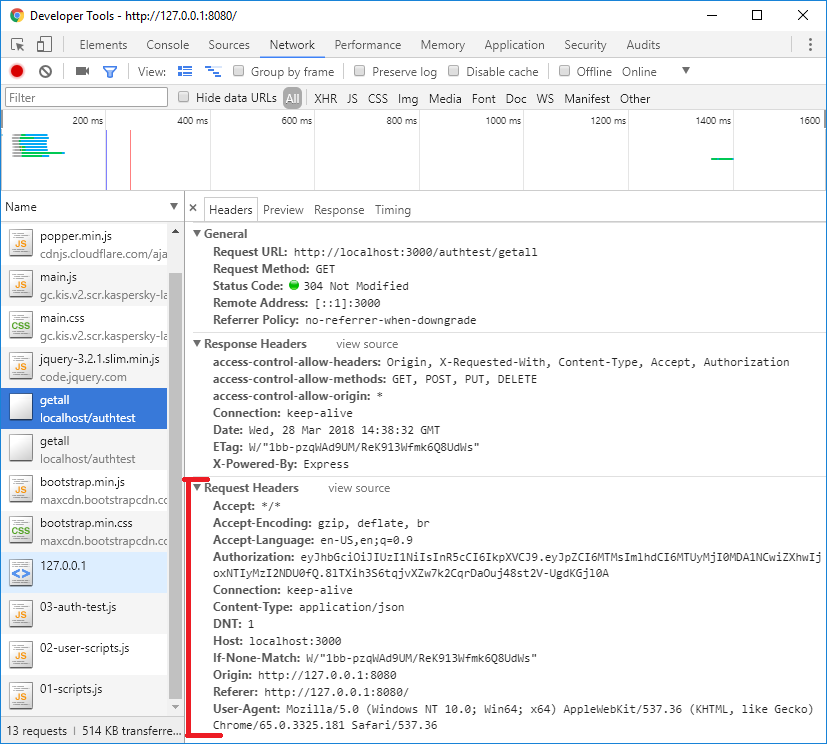 Developer Tools - http://127.0.0.1:8080/
Elements Console Sources Network Performance Memory Application Security Audits
View: Group by frame Preserve log Disable cache Offline Online
Filter Hide data URLs All XHR JS CSS Img Media Font Doc WS Manifest Other
200 ms 400 ms 600 ms 800 ms 1000 ms 1200 ms 1400 ms 1600
Name
popper.min.js
cdnjs.cloudflare.com/aja
main.js
gc.kis.v2.scr.kaspersky-la
main.css
gc.kis.v2.scr.kaspersky-la
jquery-3.2.1.slim.min.js
code.jquery.com
getall
localhost/authtest
getall
localhost/authtest
bootstrap.min.js
maxcdn.bootstrapcdn.cc
bootstrap.min.css
maxcdn.bootstrapcdn.cc
127.0.0.1
03-auth-test.js
02-user-scripts.js
01-scripts.js
13 requests | 514 KB transferre...
× Headers Preview Response Timing
General
Request URL: http://localhost:3000/authtest/getall
Request Method: GET
Status Code: 304 Not Modified
Remote Address: [::1]:3000
Referrer Policy: no-referrer-when-downgrade
Response Headers view source
access-control-allow-headers: Origin, X-Requested-With, Content-Type, Accept, Authorization
access-control-allow-methods: GET, POST, PUT, DELETE
access-control-allow-origin: *
Connection: keep-alive
Date: Wed, 28 Mar 2018 14:38:32 GMT
ETag: W/"1bb-pzqWAd9UM/ReK913Wfmk6Q8UdWs"
X-Powered-By: Express
Request Headers view source
Accept: */*
Accept-Encoding: gzip, deflate, br
Accept-Language: en-US,en;q=0.9
Authorization: eyJhbGciOiJIUzI1NiIsInR5cCI6IkpXVCJ9.eyJpZCI6MTMsImlhdCI6MTUyMjI0MDA1NCwiZXhwIj
oxNTIyMzI2NDU0fQ.8lTXih3S6tqjvXZw7k2CqrDaOuj48st2V-UgdKGjl0A
Connection: keep-alive
Content-Type: application/json
DNT: 1
Host: localhost:3000
If-None-Match: W/"1bb-pzqWAd9UM/ReK913Wfmk6Q8UdWs"
Origin: http://127.0.0.1:8080
Referer: http://127.0.0.1:8080/
User-Agent: Mozilla/5.0 (Windows NT 10.0; Win64; x64) AppleWebKit/537.36 (KHTML, like Gecko)
Chrome/65.0.3325.181 Safari/537.36